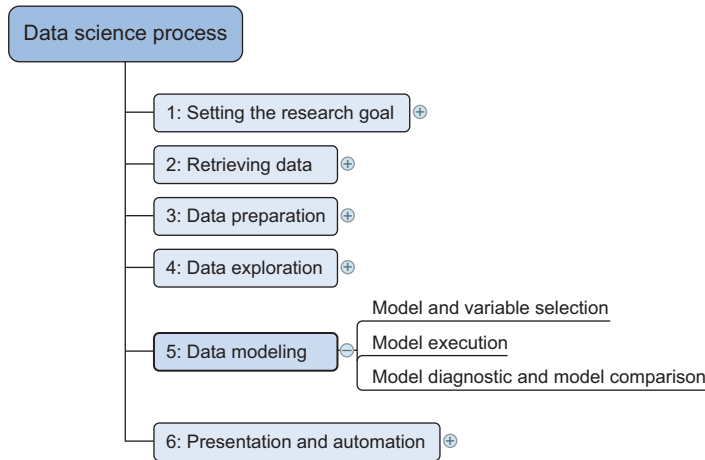 Data science process
1: Setting the research goal
2: Retrieving data
3: Data preparation
4: Data exploration
5: Data modeling
Model and variable selection
Model execution
Model diagnostic and model comparison
6: Presentation and automation